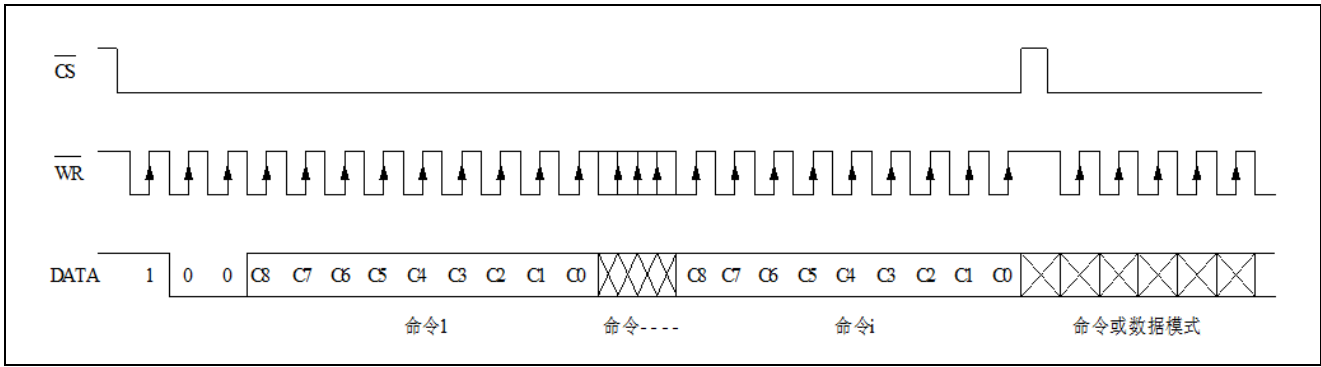 CS
WR
DATA 1 0 0 C8 C7 C6 C5 C4 C3 C2 C1 C0 C8 C7 C6 C5 C4 C3 C2 C1 C0
命令1 命令---- 命令i 命令或数据模式